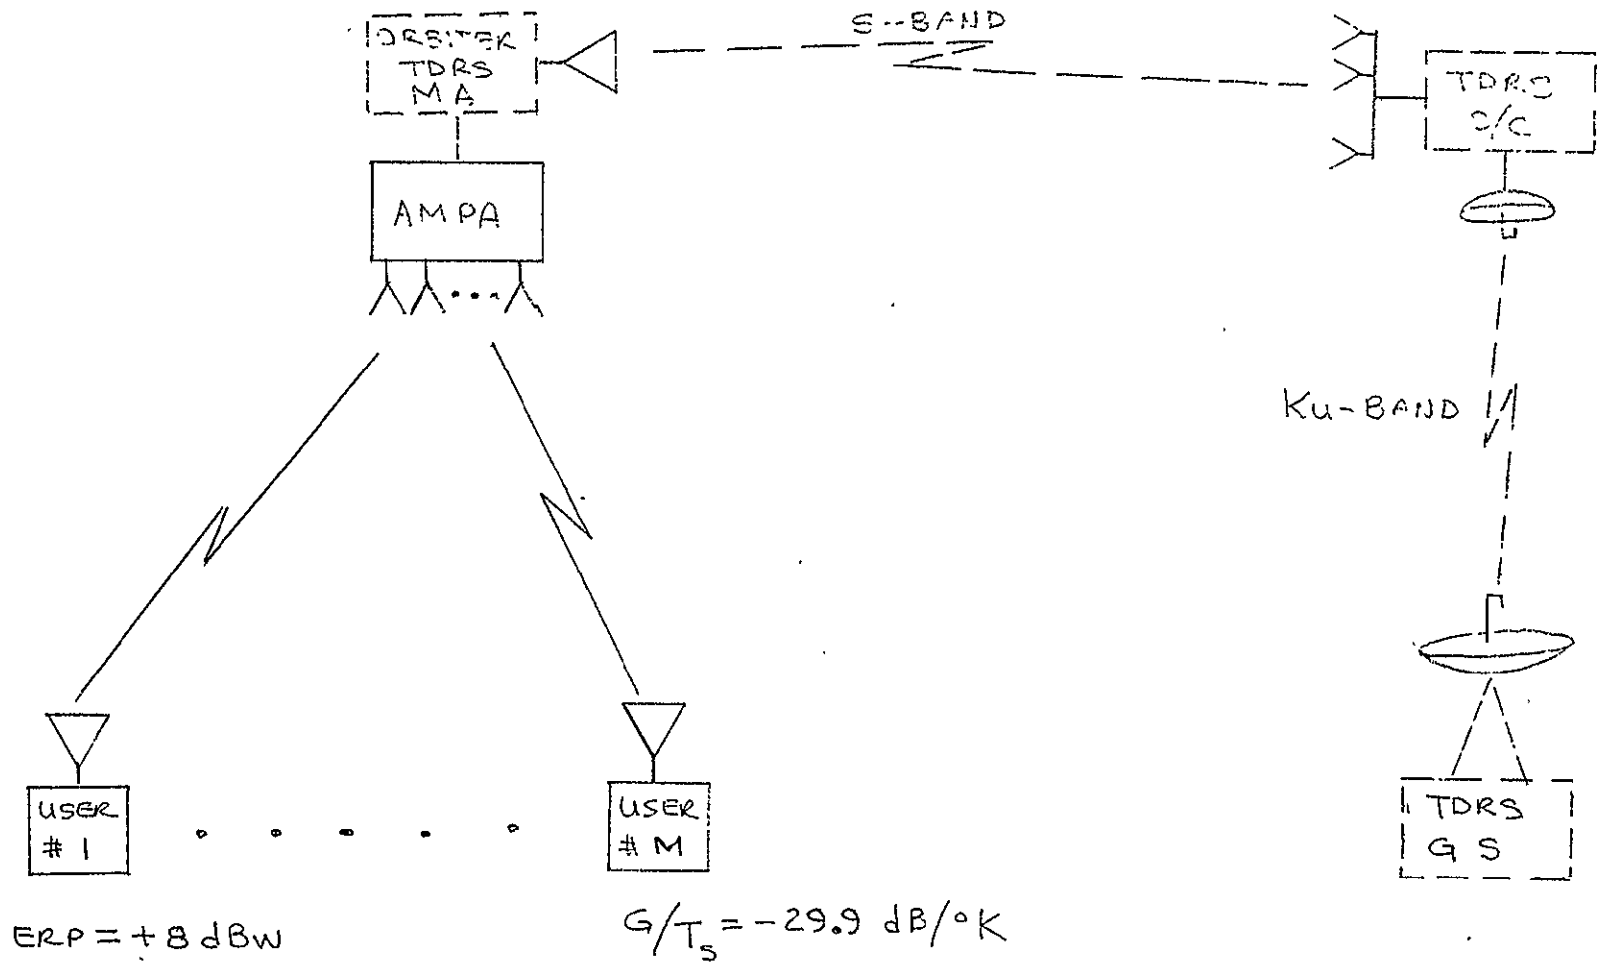 S-BAND
ORBITER
TDRS
MA
TDRS
S/C
AMPA
Ku-BAND
USER
# 1
USER
# M
TDRS
GS
ERP = +8 dBW
G/Ts = -29.9 dB/°K